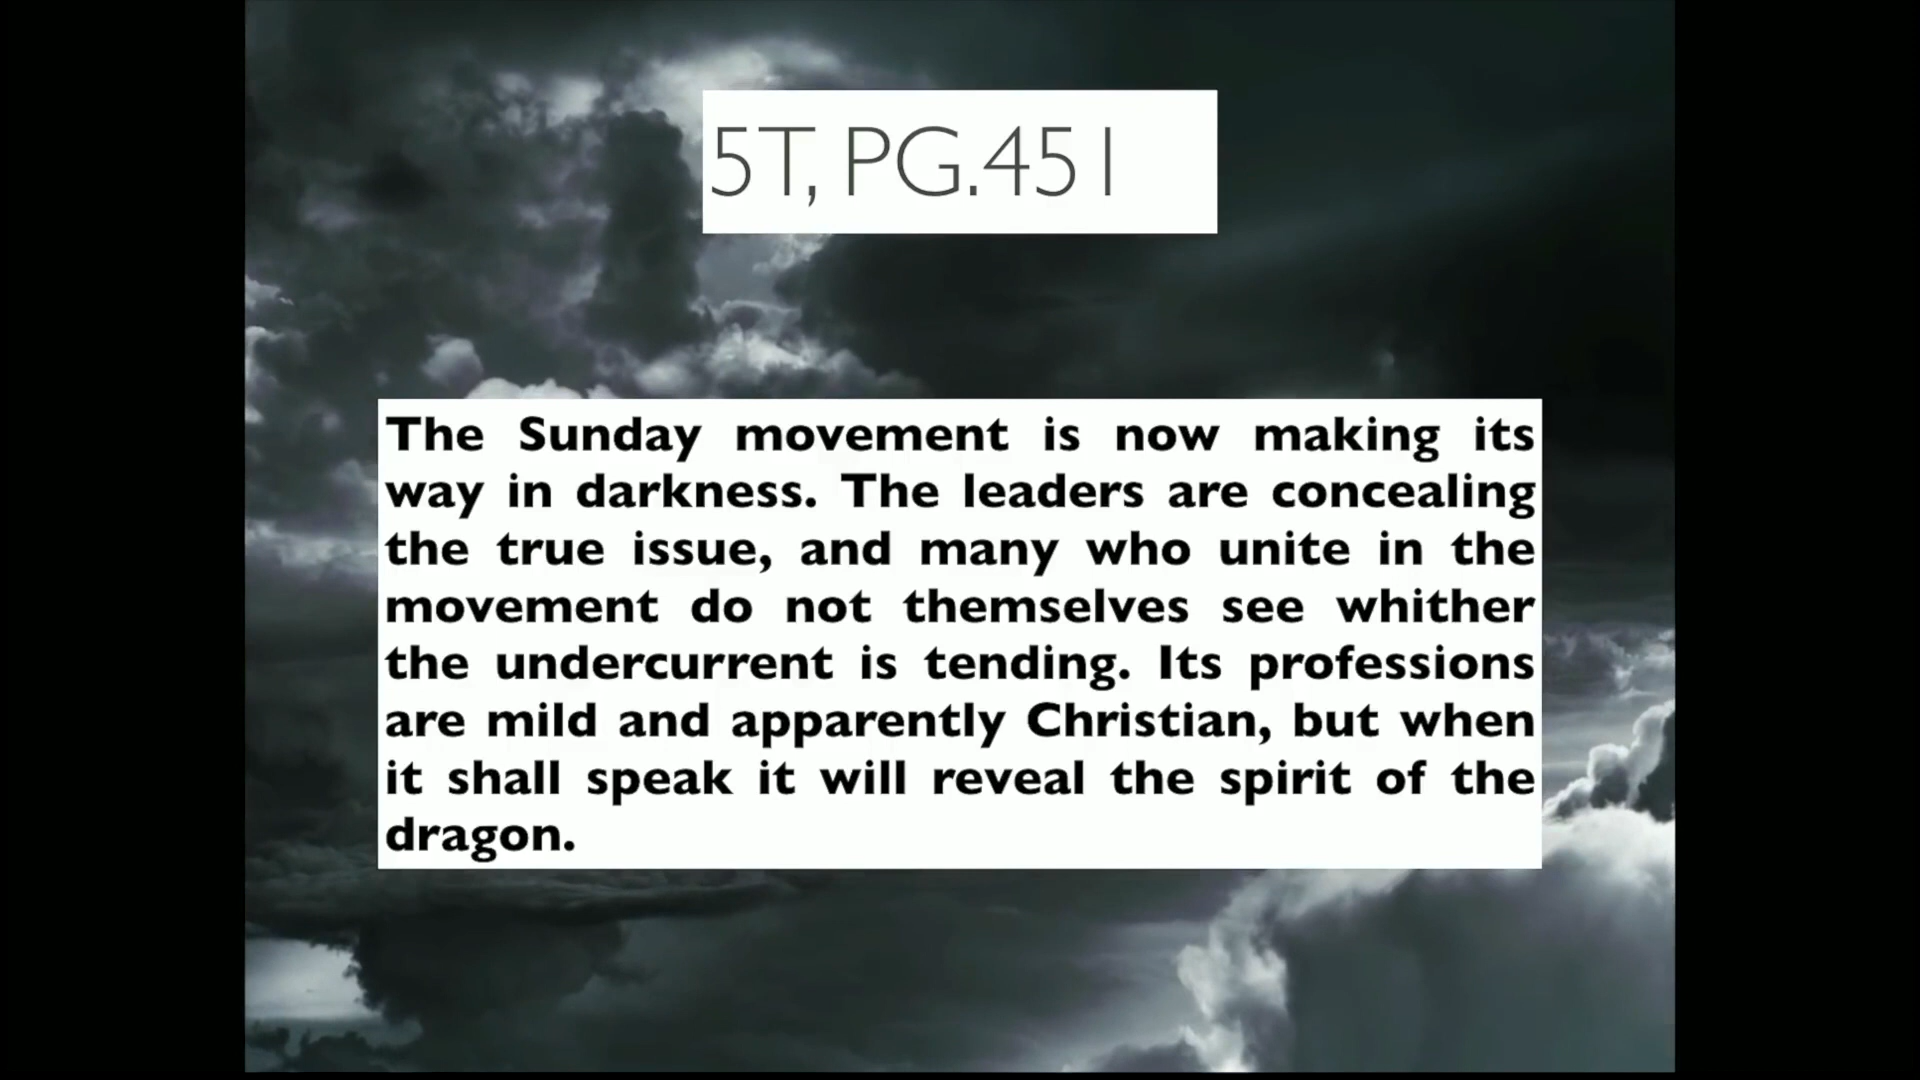 5T, PG.451
The Sunday movement is now making its
way in darkness. The leaders are concealing
the true issue, and many who unite in the
movement do not themselves see whither
the undercurrent is tending. Its professions
are mild and apparently Christian, but when
it shall speak it will reveal the spirit of the
dragon.